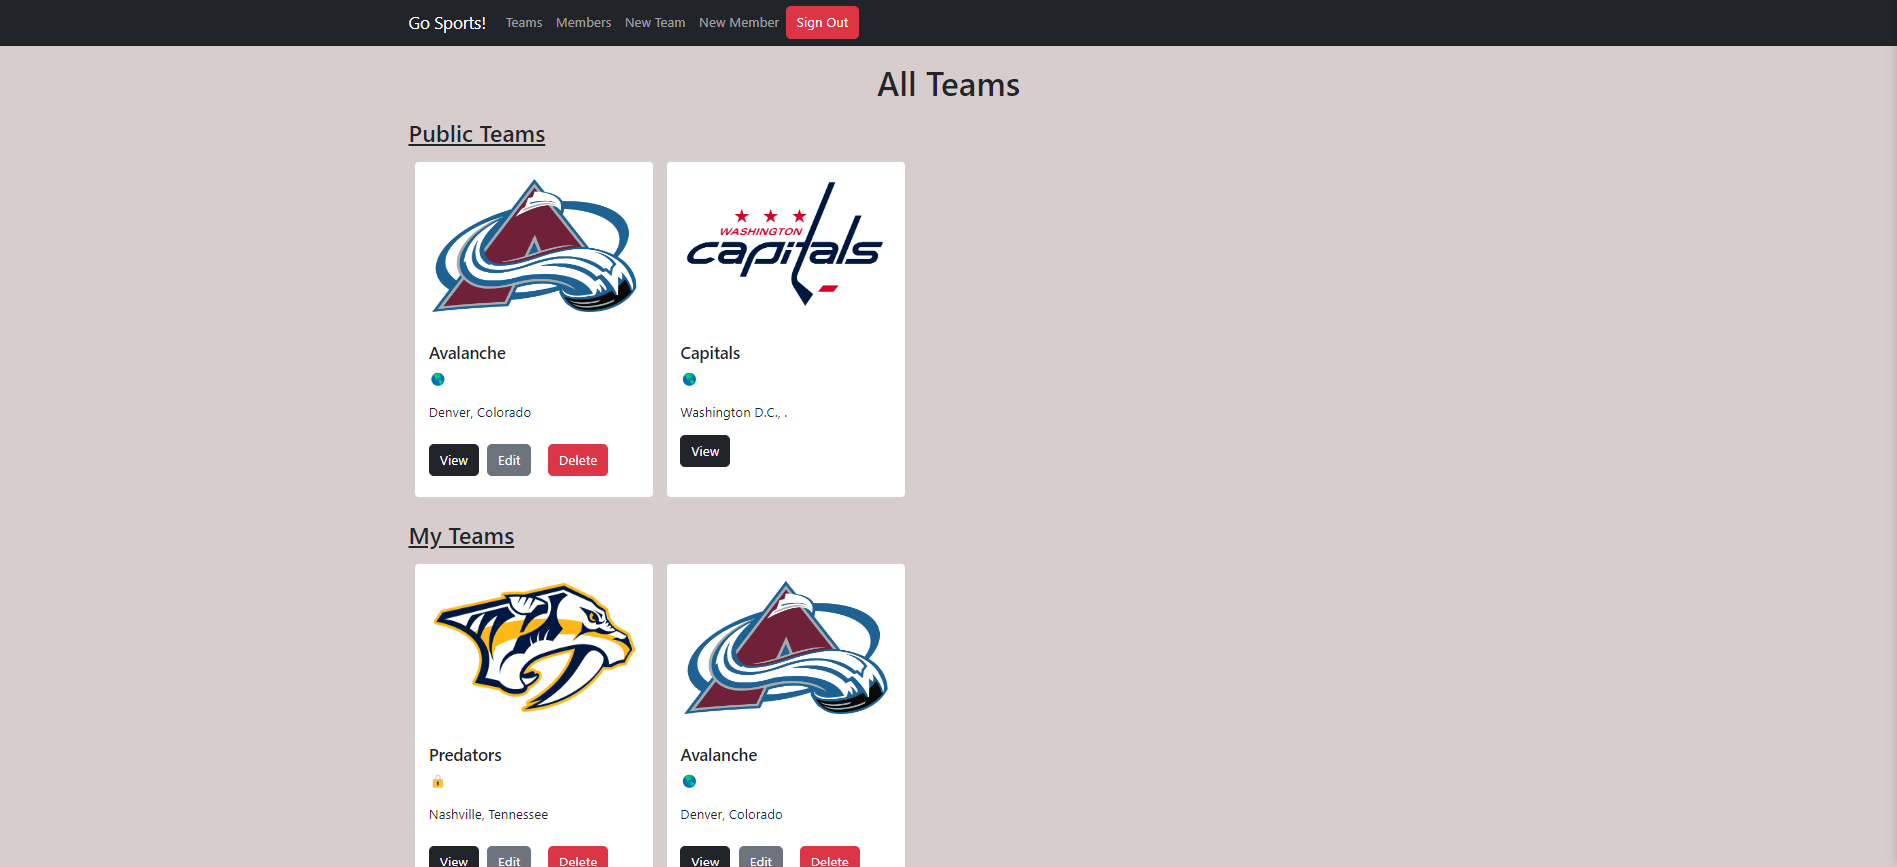 Go Sports! Teams Members New Team New Member Sign Out
All Teams
Public Teams
WASHINGTON
capitals
Avalanche
Capitals
Denver, Colorado
Washington D.C., .
View Edit Delete
View
My Teams
Predators
Avalanche
Nashville, Tennessee
Denver, Colorado
View Edit Delete
View Edit Delete